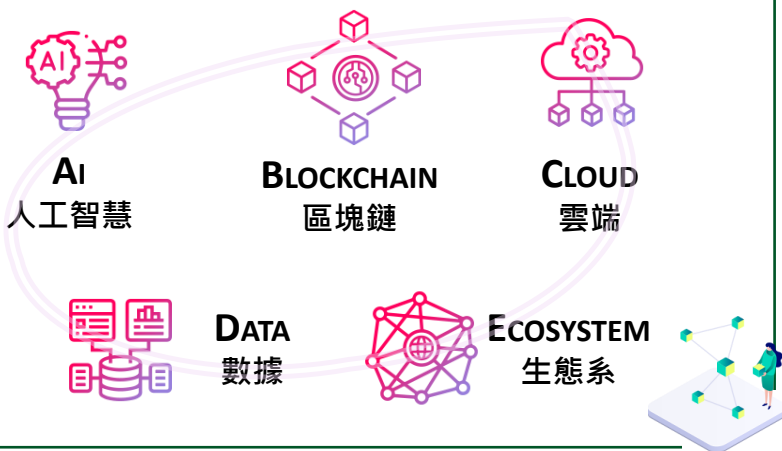 AI
AI
人工智慧
BLOCKCHAIN
區塊鏈
CLOUD
雲端
DATA
數據
ECOSYSTEM
生態系